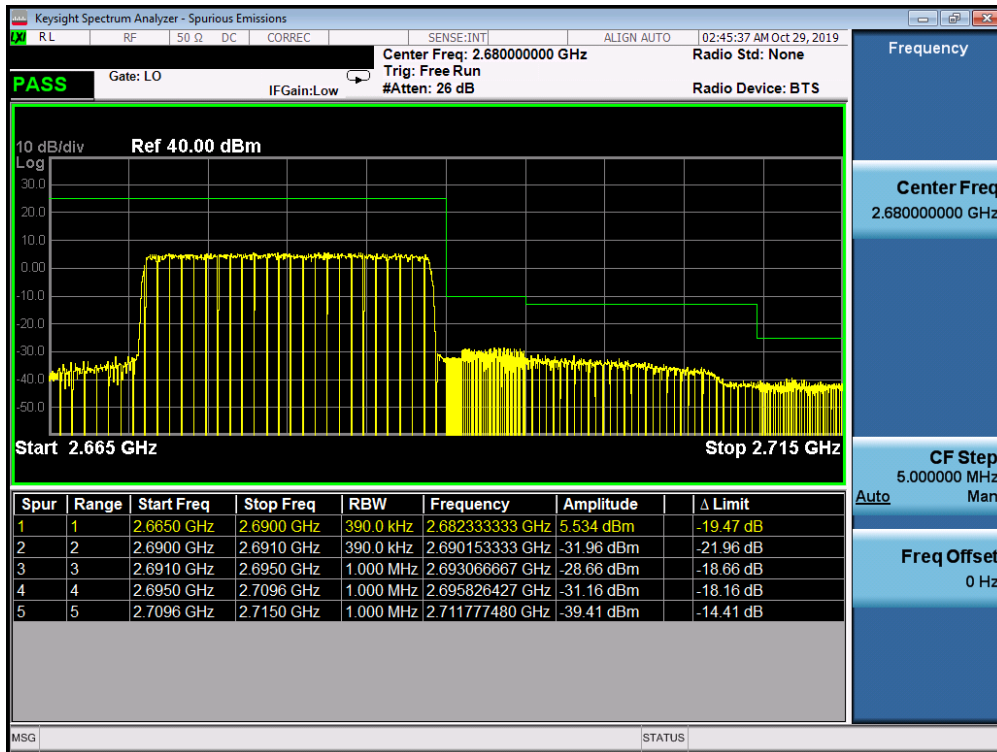 Keysight Spectrum Analyzer - Spurious Emissions
LXI RL RF 50 Ω DC CORREC SENSE:INT ALIGN AUTO 02:45:37 AM Oct 29, 2019
Center Freq: 2.680000000 GHz Radio Std: None
Gate: LO Trig: Free Run
PASS IFGain:Low #Atten: 26 dB Radio Device: BTS
Frequency
10 dB/div Ref 40.00 dBm
Log
30.0
20.0
10.0
0.00
-10.0
-20.0
-30.0
-40.0
-50.0
Start 2.665 GHz Stop 2.715 GHz
Center Freq
2.680000000 GHz
CF Step
5.000000 MHz
Auto Man
Freq Offset
0 Hz
Spur Range Start Freq Stop Freq RBW Frequency Amplitude Δ Limit
1 1 2.6650 GHz 2.6900 GHz 390.0 kHz 2.682333333 GHz 5.534 dBm -19.47 dB
2 2 2.6900 GHz 2.6910 GHz 390.0 kHz 2.690153333 GHz -31.96 dBm -21.96 dB
3 3 2.6910 GHz 2.6950 GHz 1.000 MHz 2.693066667 GHz -28.66 dBm -18.66 dB
4 4 2.6950 GHz 2.7096 GHz 1.000 MHz 2.695826427 GHz -31.16 dBm -18.16 dB
5 5 2.7096 GHz 2.7150 GHz 1.000 MHz 2.711777480 GHz -39.41 dBm -14.41 dB
MSG STATUS